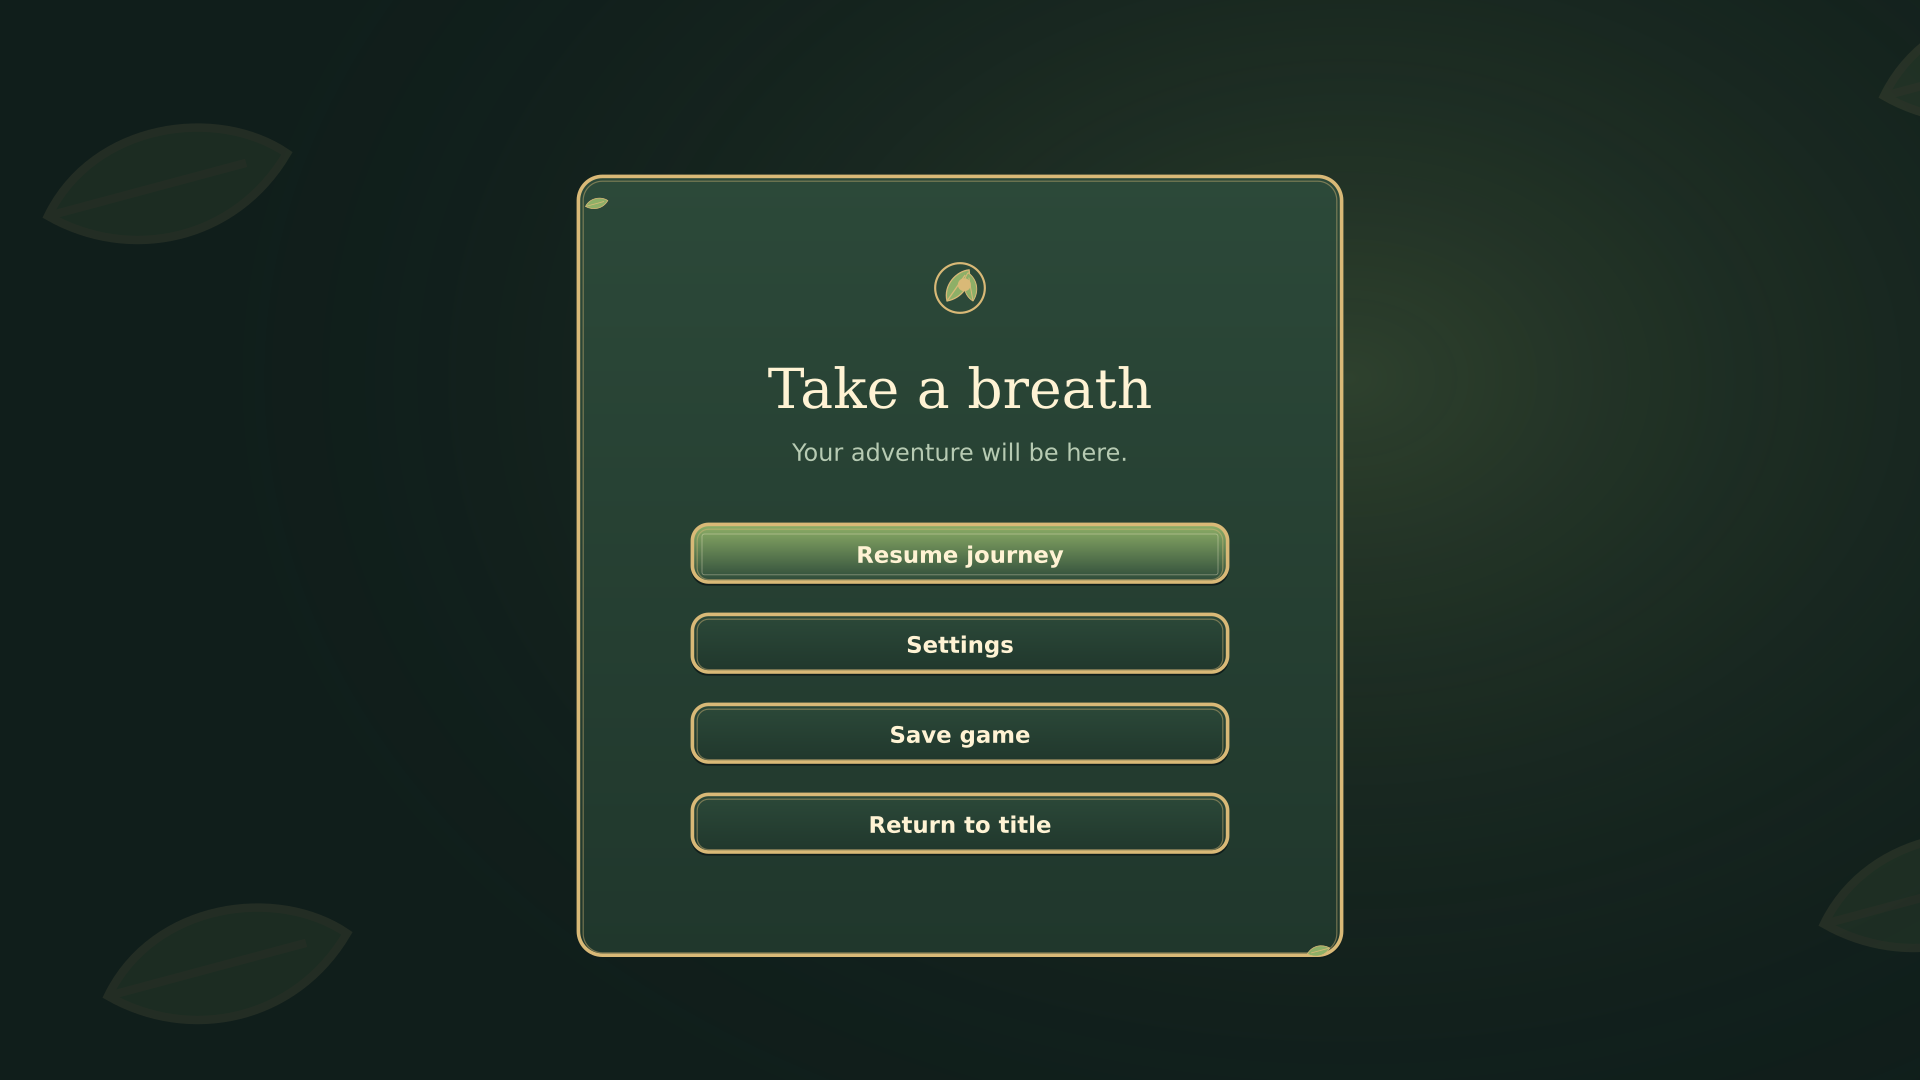 Take a breath
Your adventure will be here.
Resume journey
Settings
Save game
Return to title